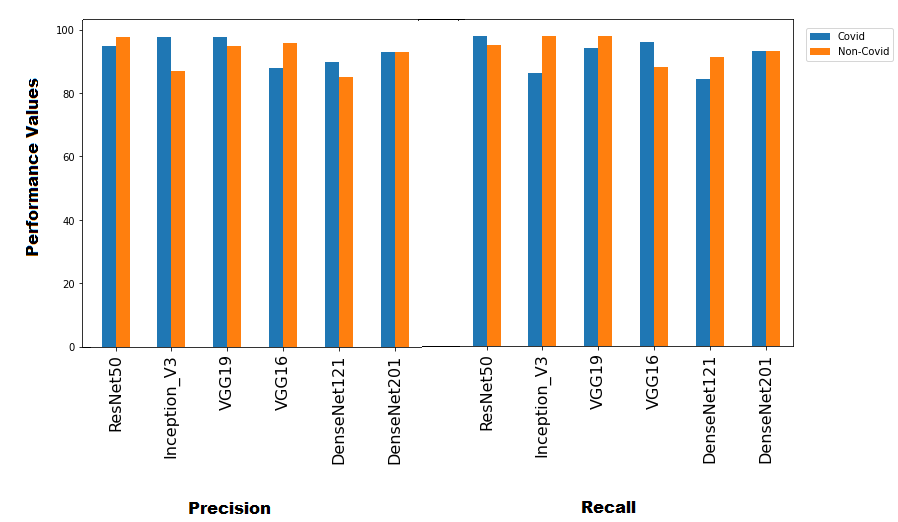 100
80
60
40
20
0
Performance Values
Covid
Non-Covid
ResNet50
Inception_V3
VGG19
VGG16
DenseNet121
DenseNet201
ResNet50
Inception_V3
VGG19
VGG16
DenseNet121
DenseNet201
Precision
Recall